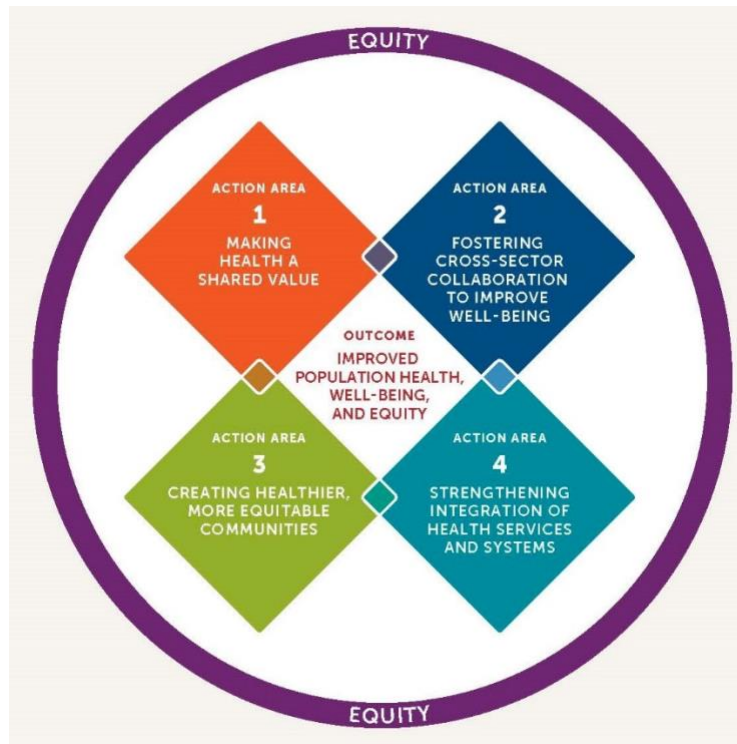 EQUITY
ACTION AREA
1
MAKING
HEALTH A
SHARED VALUE
ACTION AREA
2
FOSTERING
CROSS-SECTOR
COLLABORATION
TO IMPROVE
WELL-BEING
OUTCOME
IMPROVED
POPULATION HEALTH,
WELL-BEING,
AND EQUITY
ACTION AREA
3
CREATING HEALTHIER,
MORE EQUITABLE
COMMUNITIES
ACTION AREA
4
STRENGTHENING
INTEGRATION OF
HEALTH SERVICES
AND SYSTEMS
EQUITY